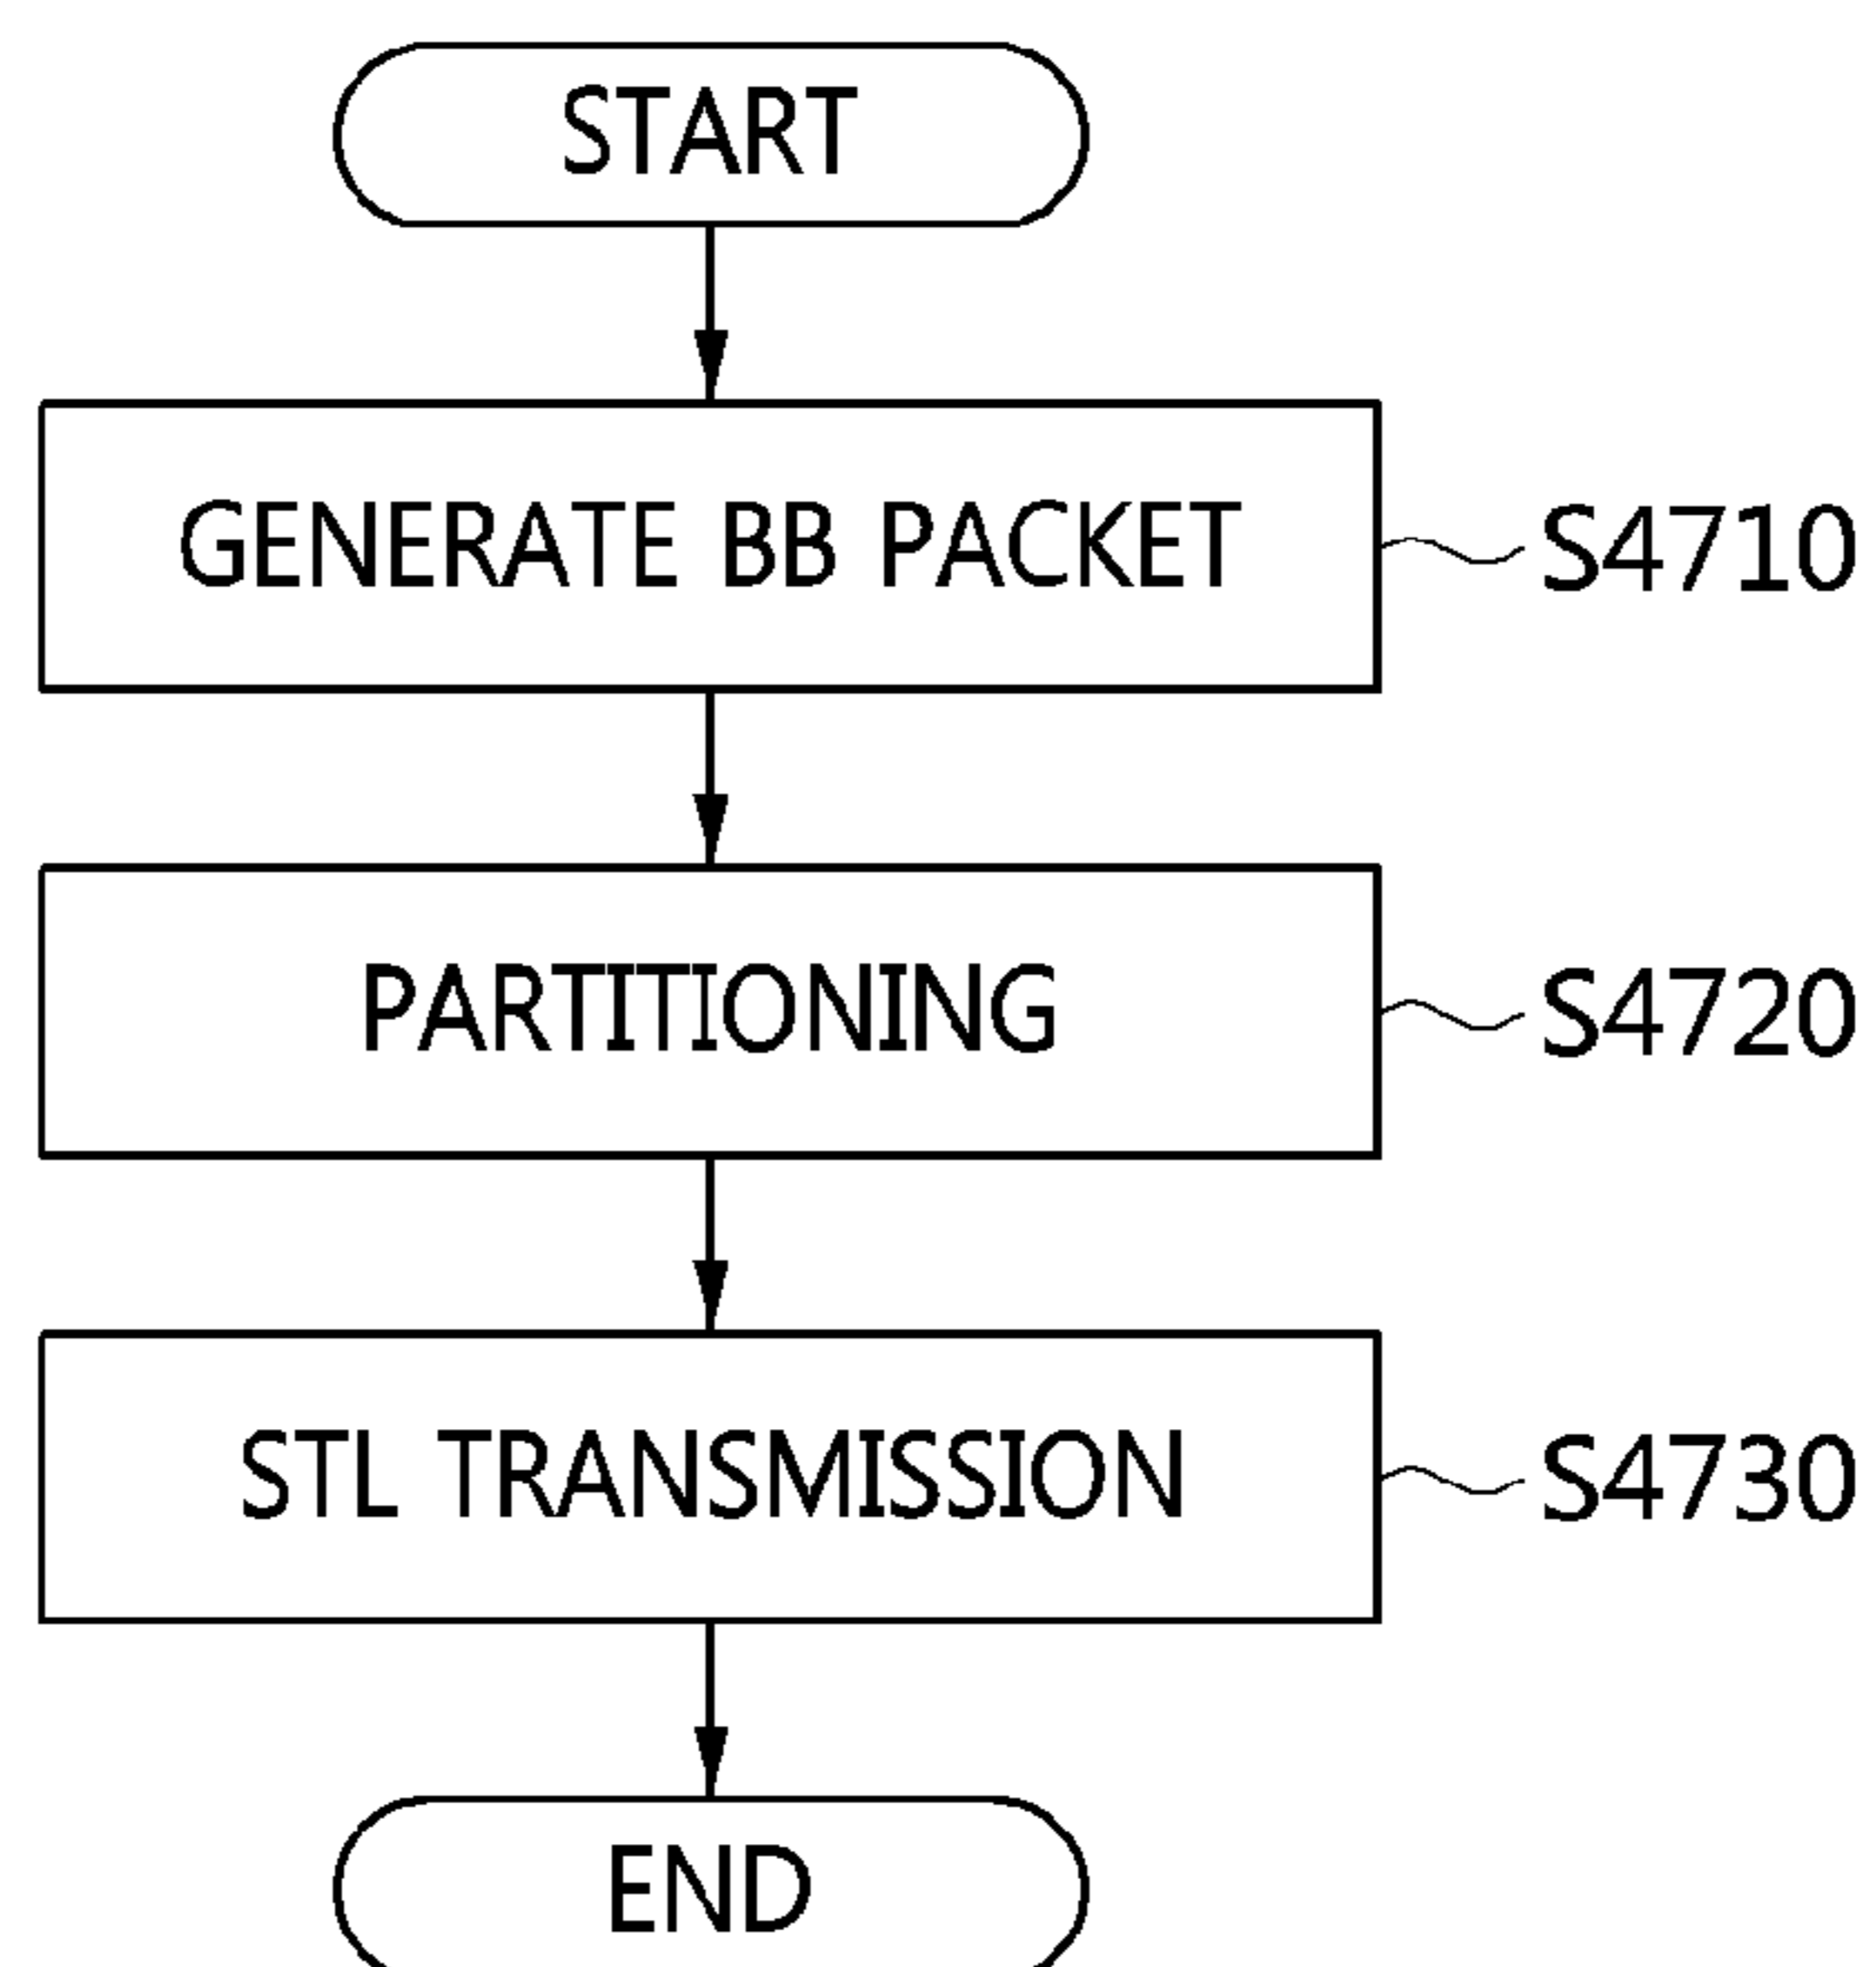 START
GENERATE BB PACKET
S4710
PARTITIONING
S4720
STL TRANSMISSION
S4730
END